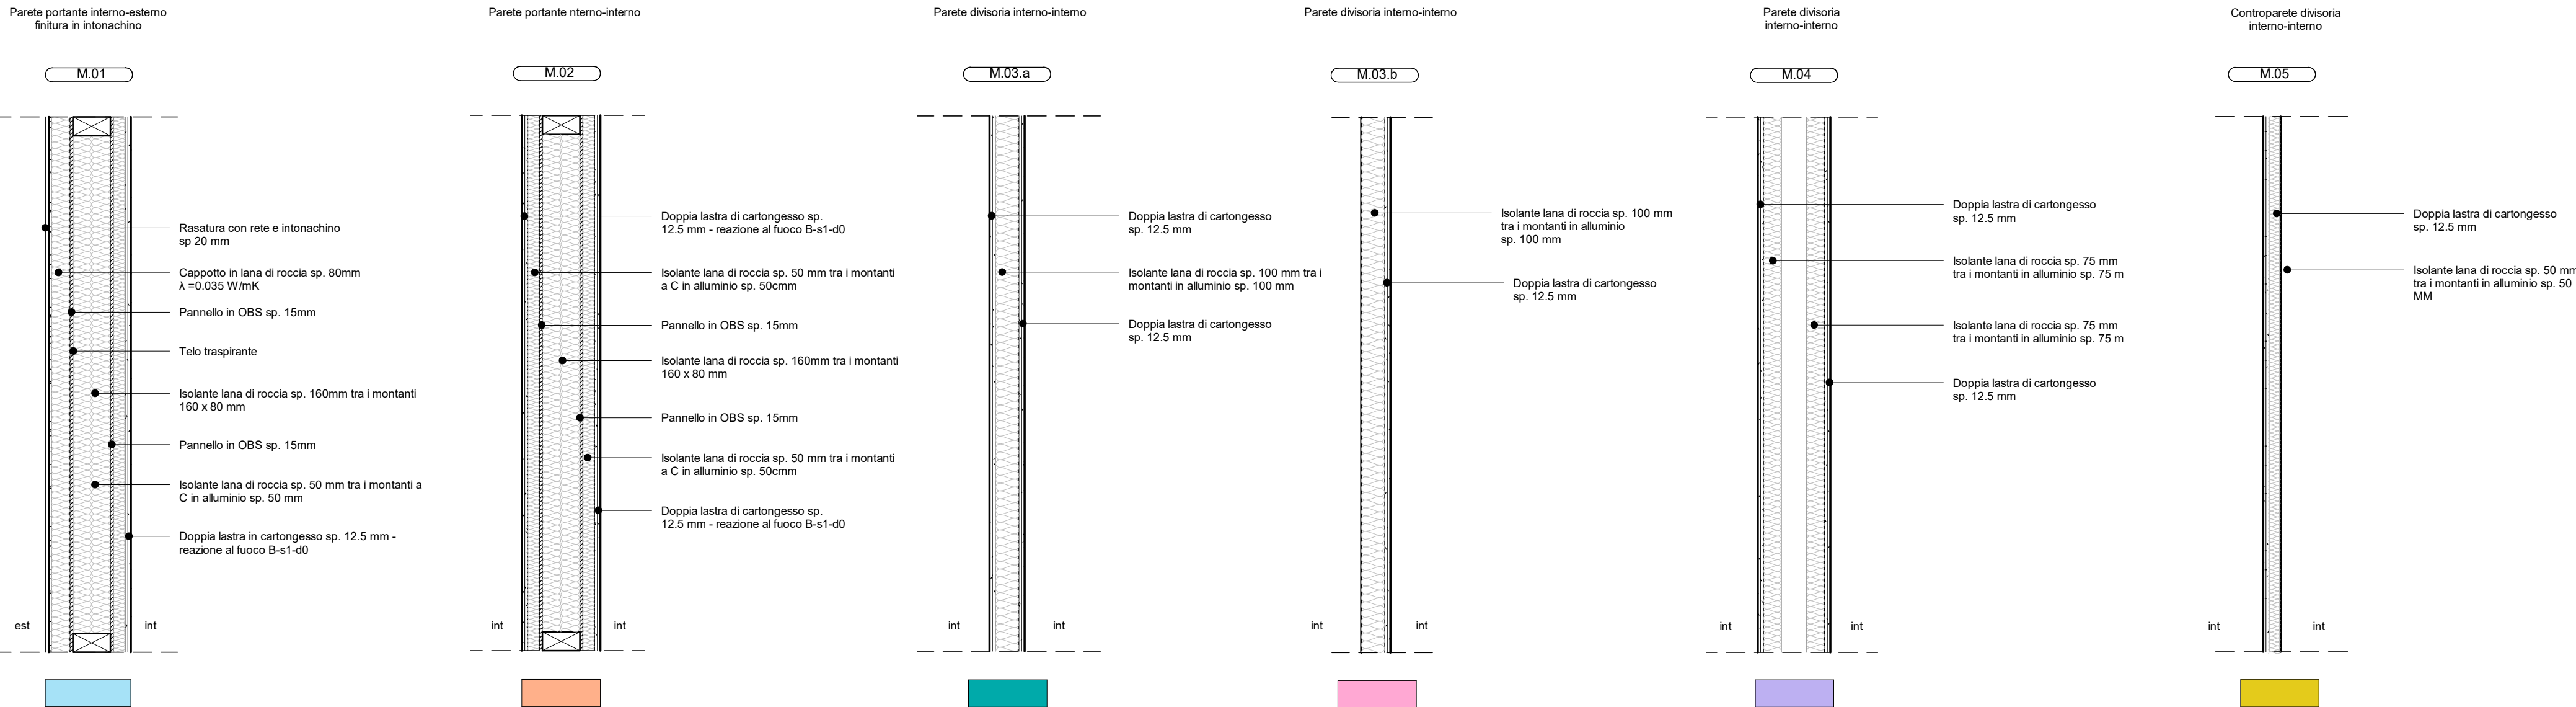 Parete portante interno-esterno
finitura in intonachino
M.01
Rasatura con rete e intonachino
sp 20 mm
Cappotto in lana di roccia sp. 80mm
λ =0.035 W/mK
Pannello in OBS sp. 15mm
Telo traspirante
Isolante lana di roccia sp. 160mm tra i montanti
160 x 80 mm
Pannello in OBS sp. 15mm
Isolante lana di roccia sp. 50 mm tra i montanti a
C in alluminio sp. 50 mm
Doppia lastra in cartongesso sp. 12.5 mm -
reazione al fuoco B-s1-d0
est
int
Parete portante nterno-interno
M.02
Doppia lastra di cartongesso sp.
12.5 mm - reazione al fuoco B-s1-d0
Isolante lana di roccia sp. 50 mm tra i montanti
a C in alluminio sp. 50cmm
Pannello in OBS sp. 15mm
Isolante lana di roccia sp. 160mm tra i montanti
160 x 80 mm
Pannello in OBS sp. 15mm
Isolante lana di roccia sp. 50 mm tra i montanti
a C in alluminio sp. 50cmm
Doppia lastra di cartongesso sp.
12.5 mm - reazione al fuoco B-s1-d0
int
int
Parete divisoria interno-interno
M.03.a
Doppia lastra di cartongesso
sp. 12.5 mm
Isolante lana di roccia sp. 100 mm tra i
montanti in alluminio sp. 100 mm
Doppia lastra di cartongesso
sp. 12.5 mm
int
int
Parete divisoria interno-interno
M.03.b
Isolante lana di roccia sp. 100 mm
tra i montanti in alluminio
sp. 100 mm
Doppia lastra di cartongesso
sp. 12.5 mm
int
int
Parete divisoria
interno-interno
M.04
Doppia lastra di cartongesso
sp. 12.5 mm
Isolante lana di roccia sp. 75 mm
tra i montanti in alluminio sp. 75 m
Isolante lana di roccia sp. 75 mm
tra i montanti in alluminio sp. 75 m
Doppia lastra di cartongesso
sp. 12.5 mm
int
int
Controparete divisoria
interno-interno
M.05
Doppia lastra di cartongesso
sp. 12.5 mm
Isolante lana di roccia sp. 50 mm
tra i montanti in alluminio sp. 50
MM
int
int